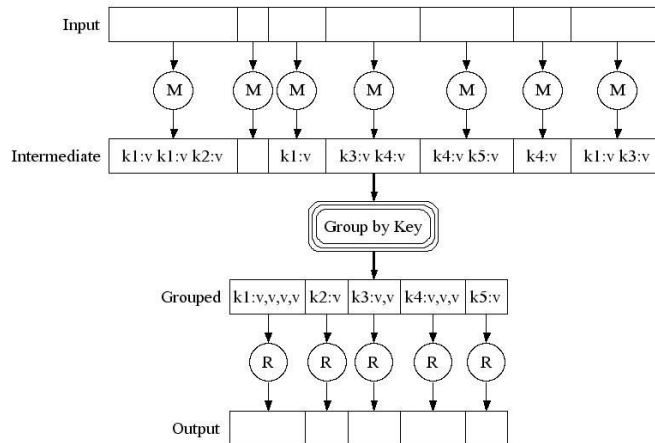 Input
M M M M M M M
Intermediate k1:v k1:v k2:v k1:v k3:v k4:v k4:v k5:v k4:v k1:v k3:v
Group by Key
Grouped k1:v,v,v,v k2:v k3:v,v k4:v,v,v k5:v
R R R R R
Output